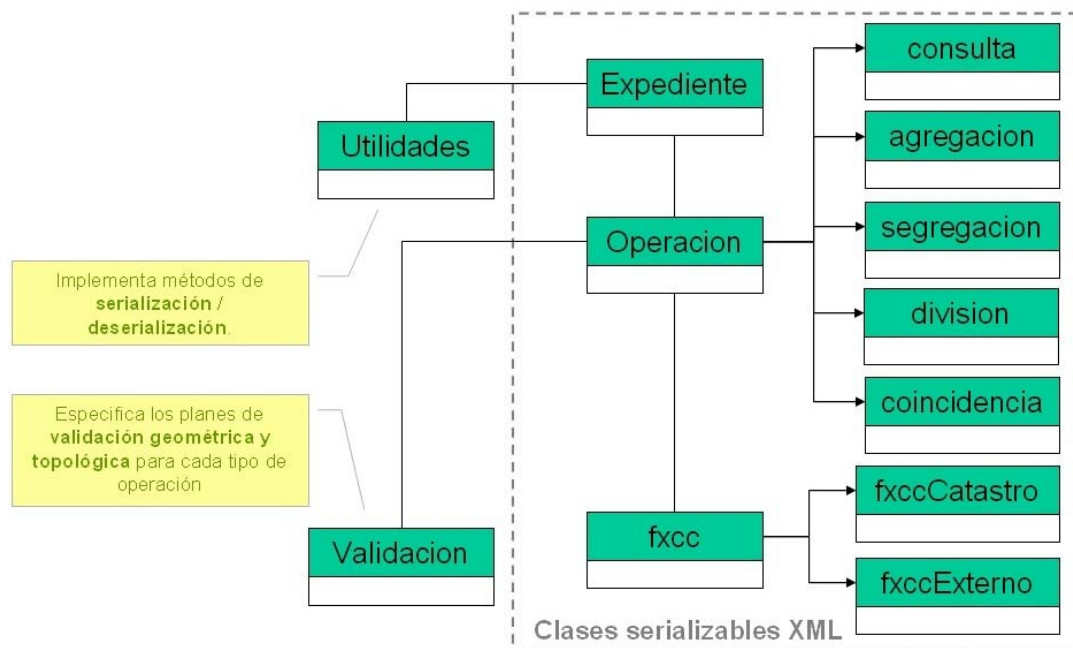 consulta
Expediente
agregacion
Utilidades
segregacion
Operacion
Implementa métodos de
serialización /
deserialización.
division
coincidencia
Especifica los planes de
validación geométrica y
topológica para cada tipo de
operación
fxccCatastro
fxcc
Validacion
fxccExterno
Clases serializables XML